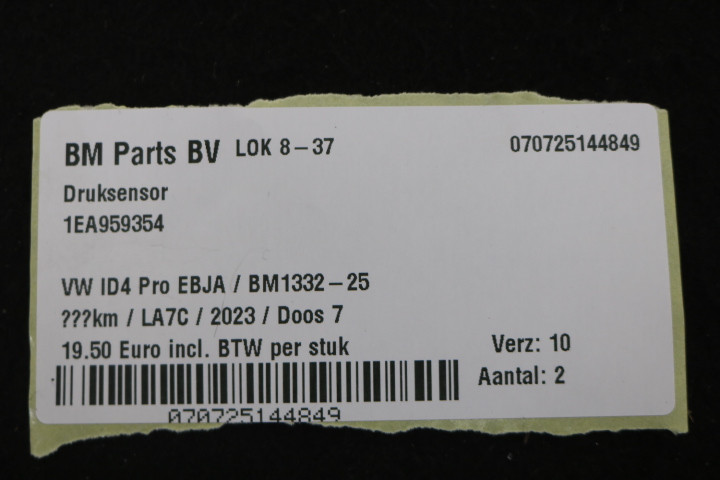 BM Parts BV LOK 8-37 070725144849
Druksensor
1EA959354
VW ID4 Pro EBJA / BM1332-25
???km / LA7C / 2023 / Doos 7
19.50 Euro incl. BTW per stuk Verz: 10
Aantal: 2
070725144849